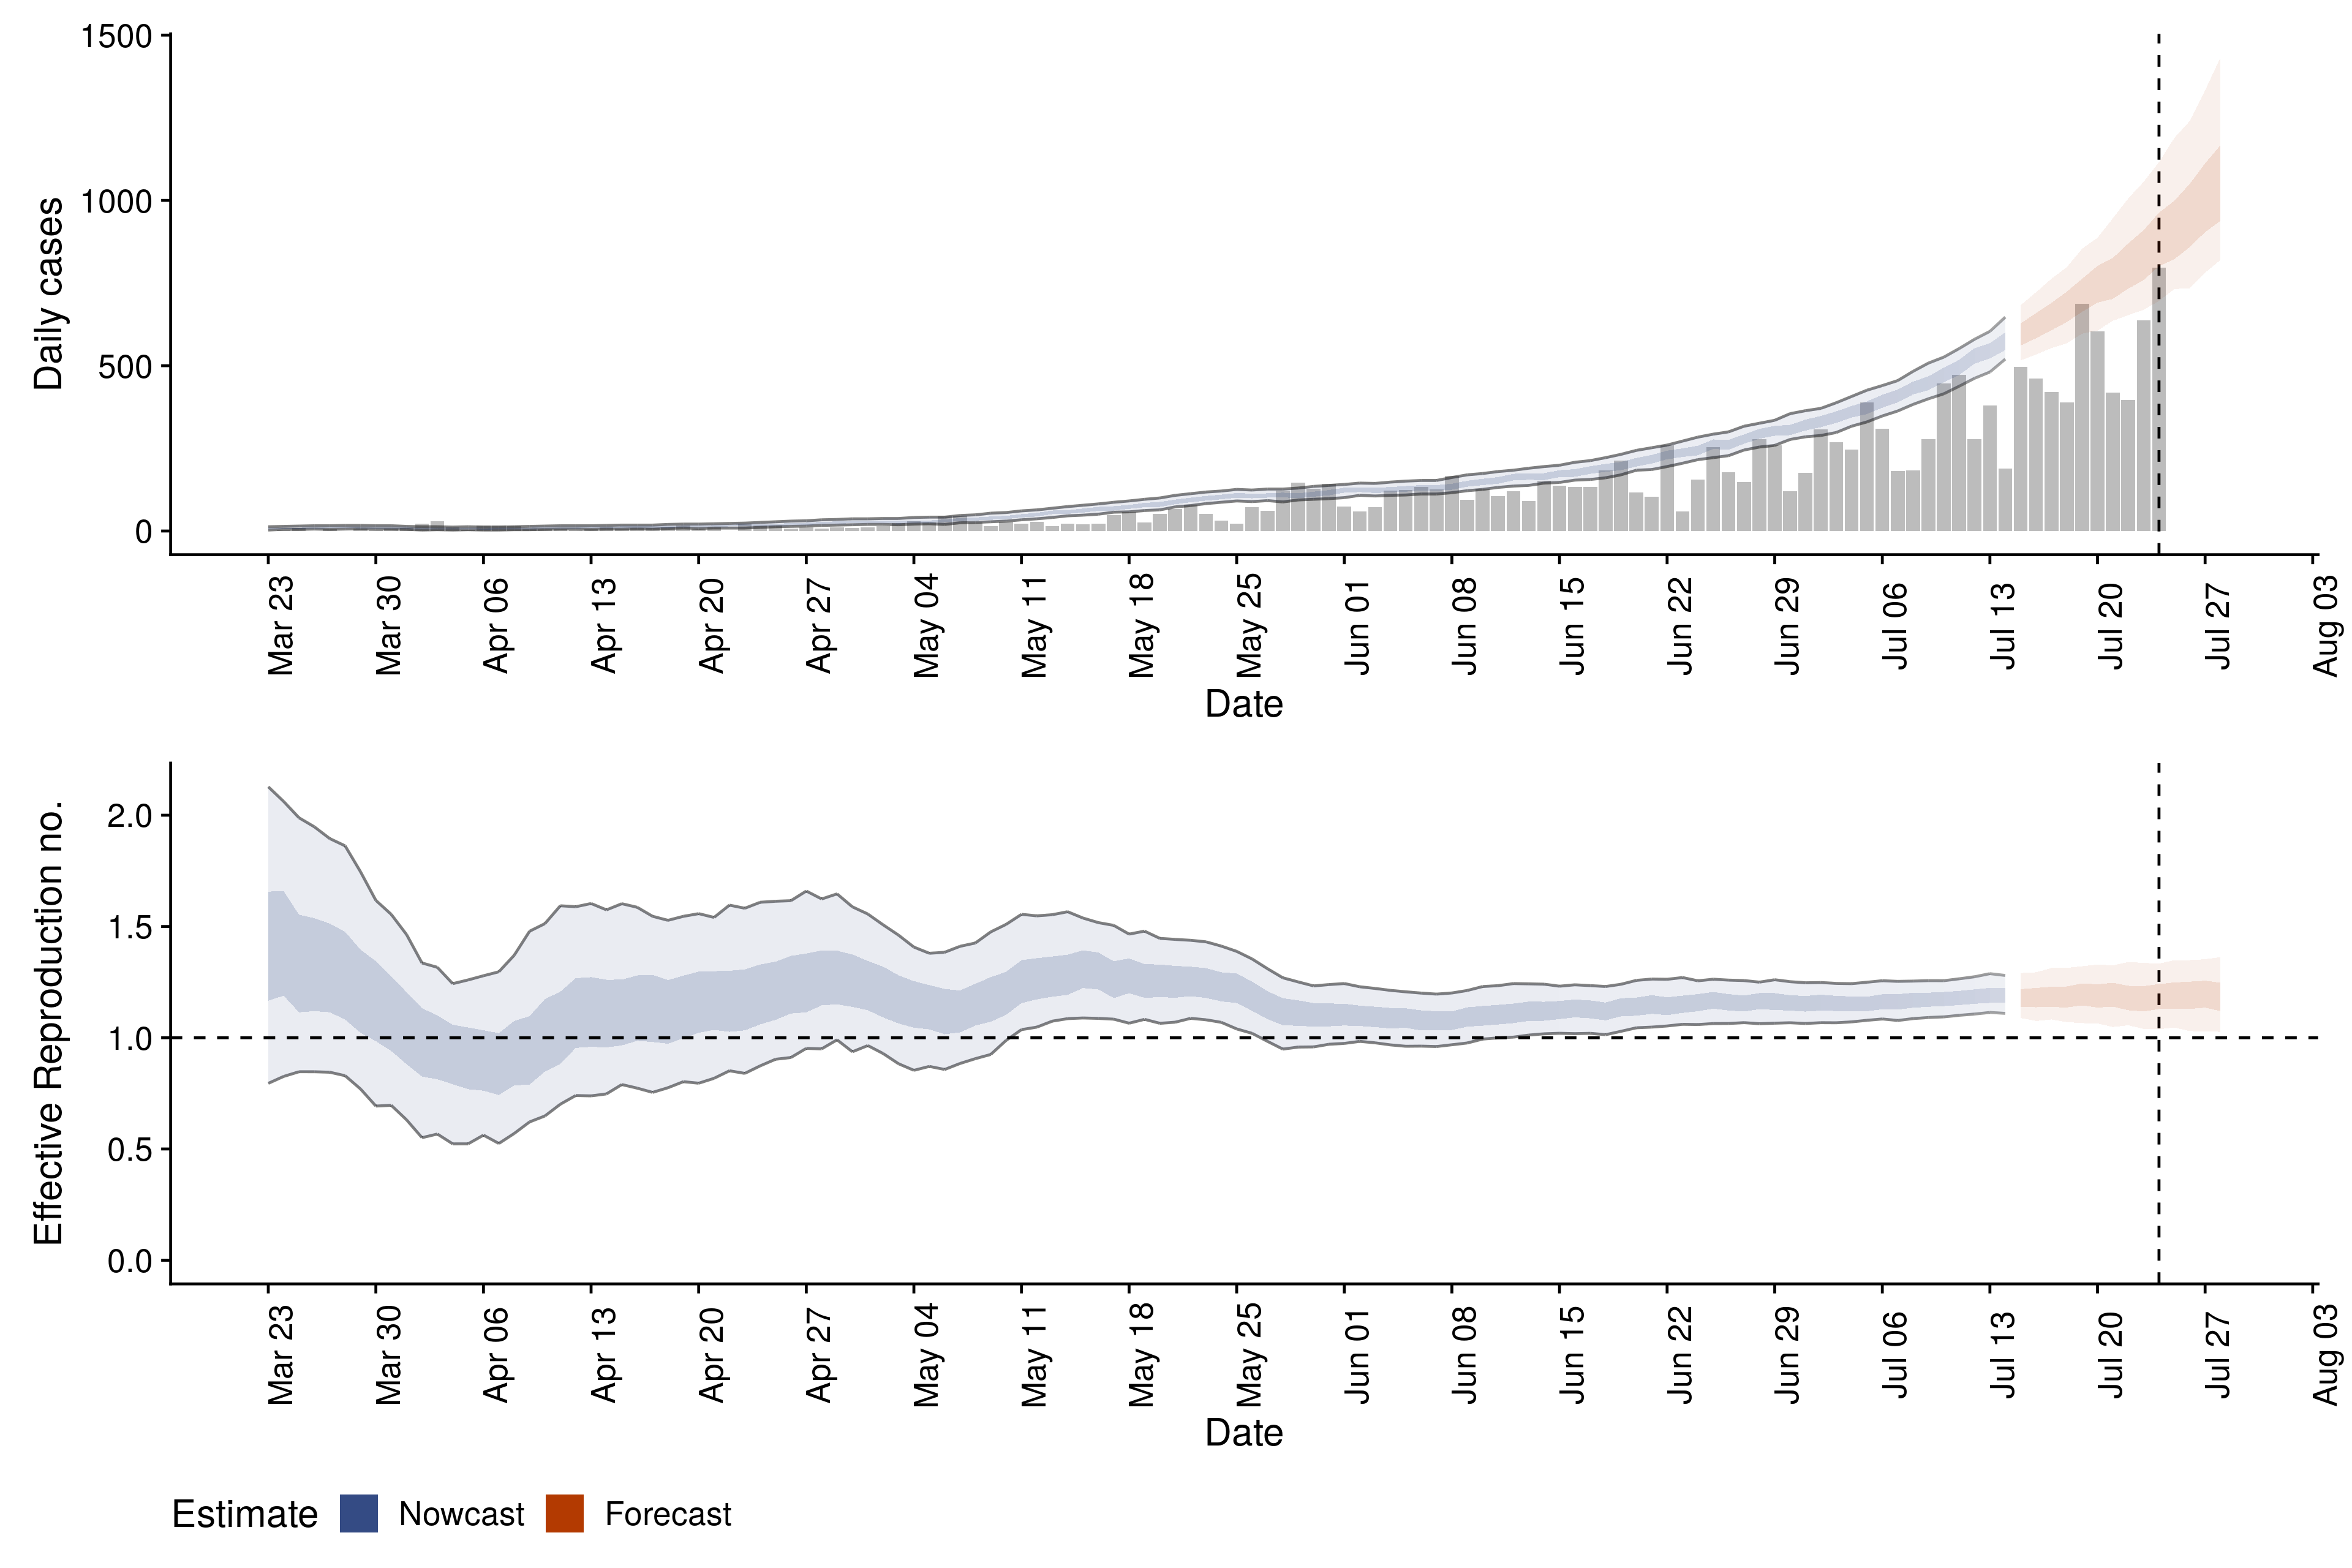 1500
1000
500
0
Daily cases
Mar 23 Mar 30 Apr 06 Apr 13 Apr 20 Apr 27 May 04 May 11 May 18 May 25 Jun 01 Jun 08 Jun 15 Jun 22 Jun 29 Jul 06 Jul 13 Jul 20 Jul 27 Aug 03
Date
2.0
1.5
1.0
0.5
0.0
Effective Reproduction no.
Mar 23 Mar 30 Apr 06 Apr 13 Apr 20 Apr 27 May 04 May 11 May 18 May 25 Jun 01 Jun 08 Jun 15 Jun 22 Jun 29 Jul 06 Jul 13 Jul 20 Jul 27 Aug 03
Date
Estimate Nowcast Forecast